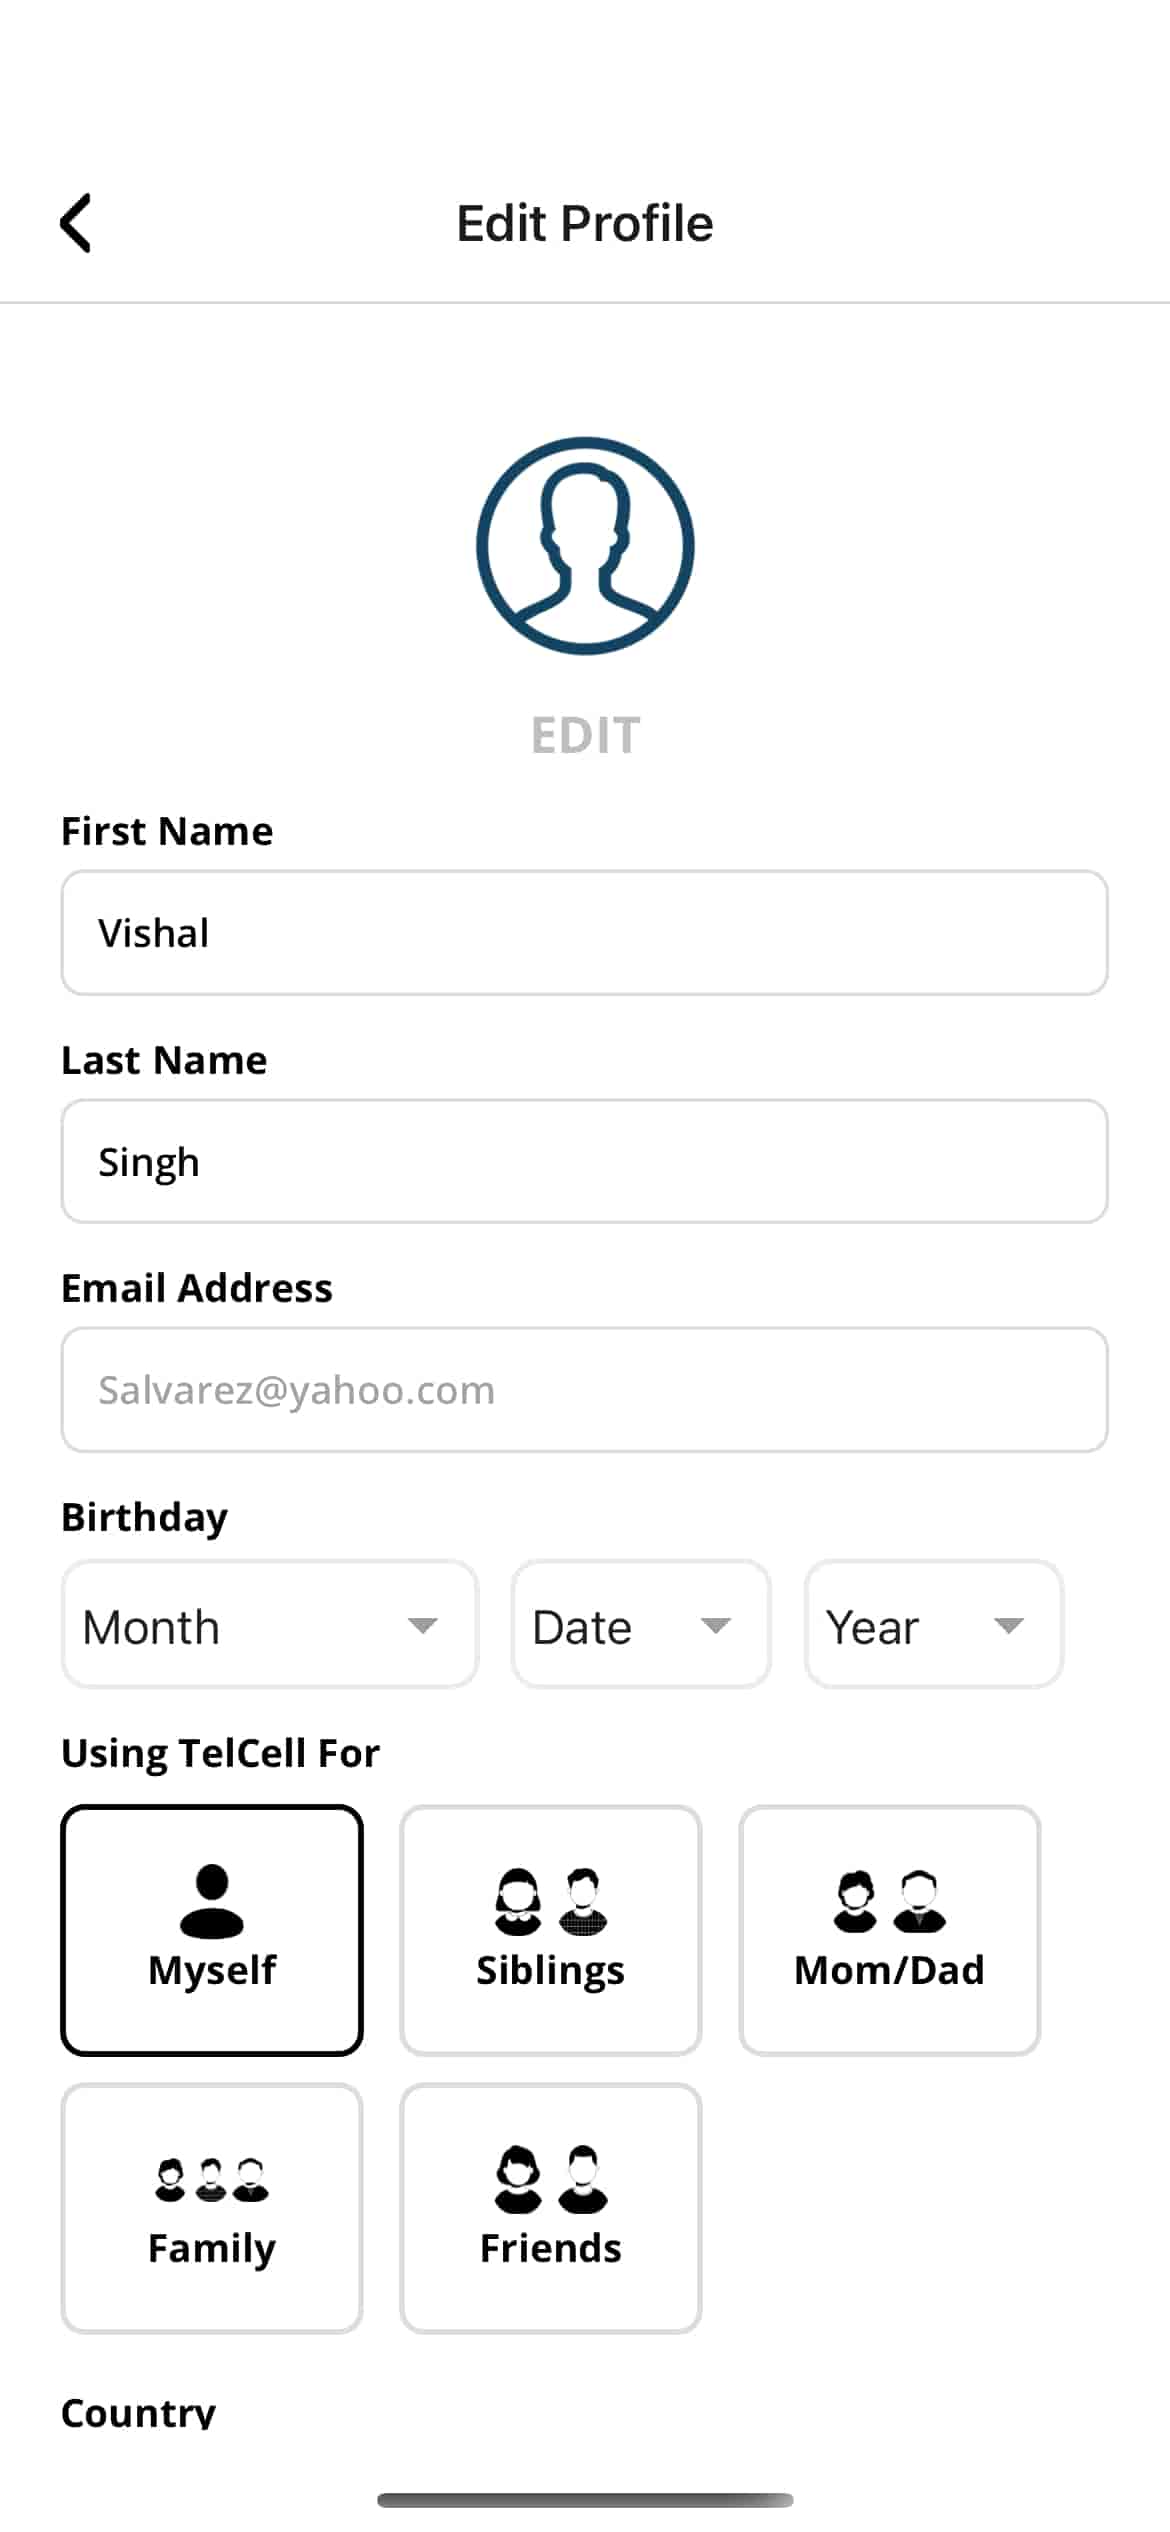 Edit Profile
EDIT
First Name
Vishal
Last Name
Singh
Email Address
Salvarez@yahoo.com
Birthday
Month Date Year
Using TelCell For
Myself Siblings Mom/Dad
Family Friends
Country